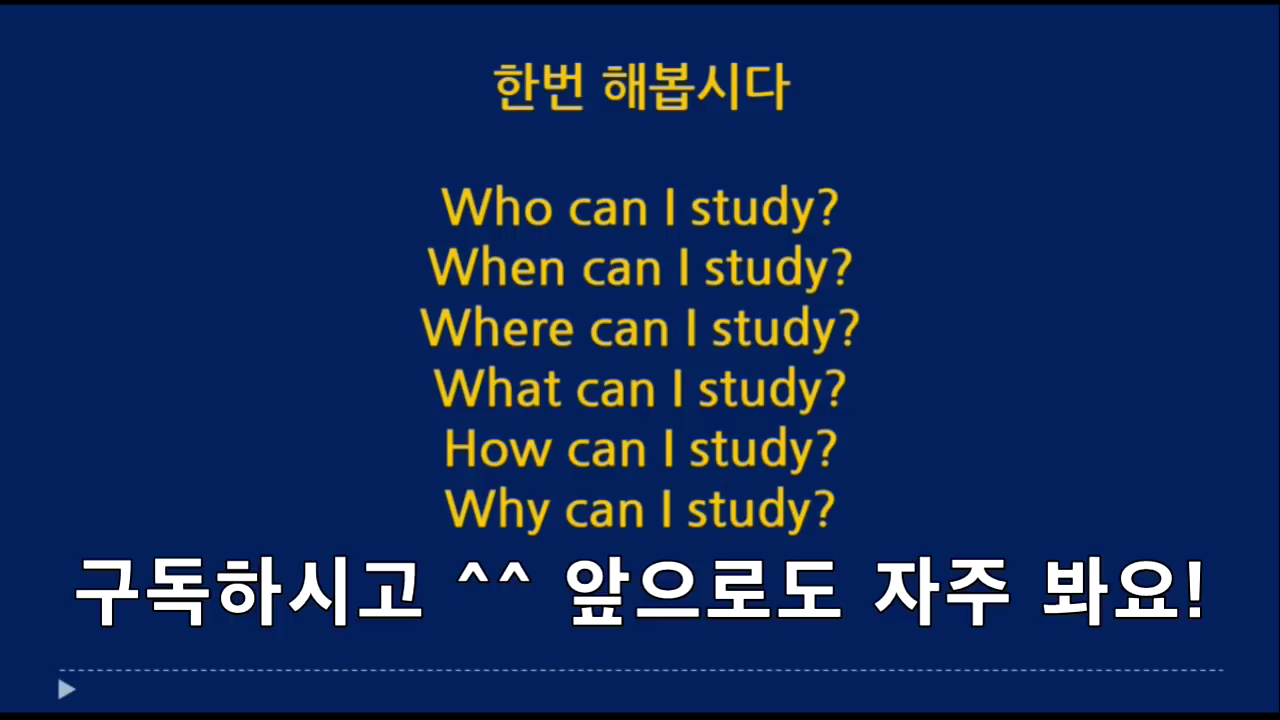 한번 해봅시다
Who can I study?
When can I study?
Where can I study?
What can I study?
How can I study?
Why can I study?
구독하시고 ^^ 앞으로도 자주 봐요!